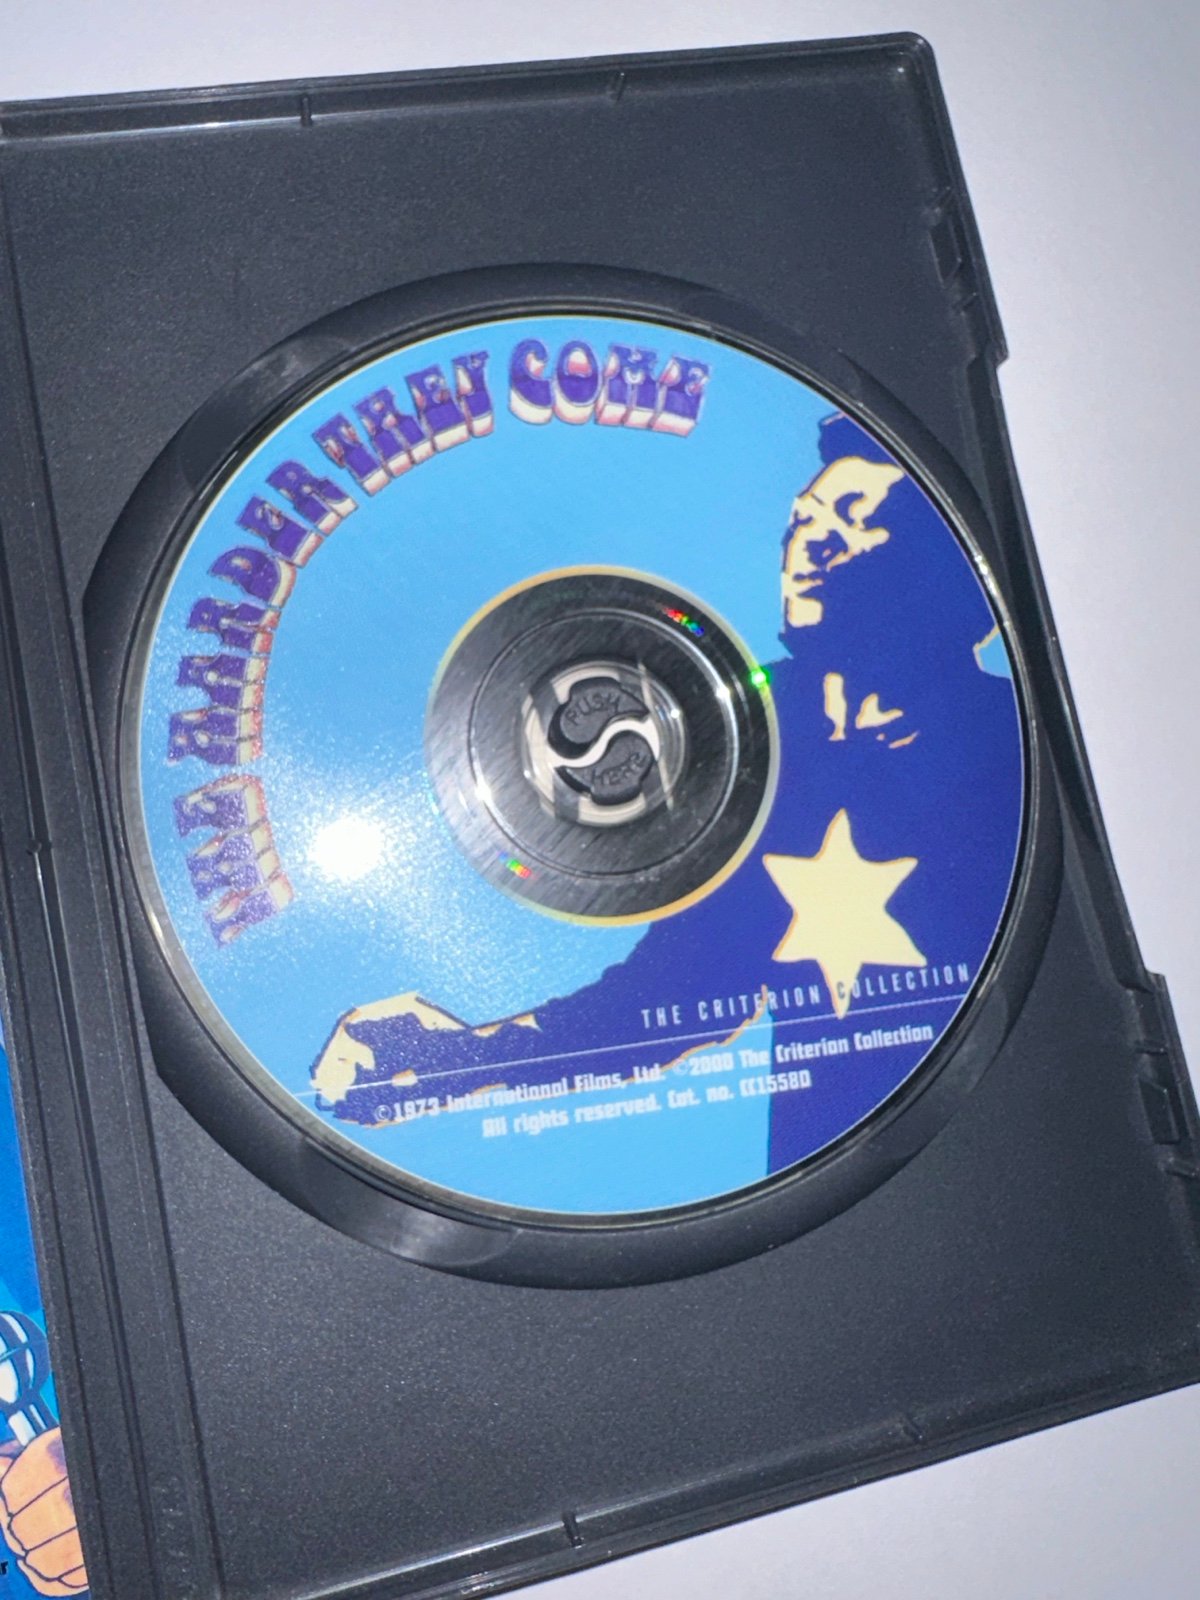 THE HARDER THEY COME
PUSH
HERE
THE CRITERION COLLECTION
©1973 International Films, Ltd. ©2000 The Criterion Collection
All rights reserved. Cat. no. CC1558D